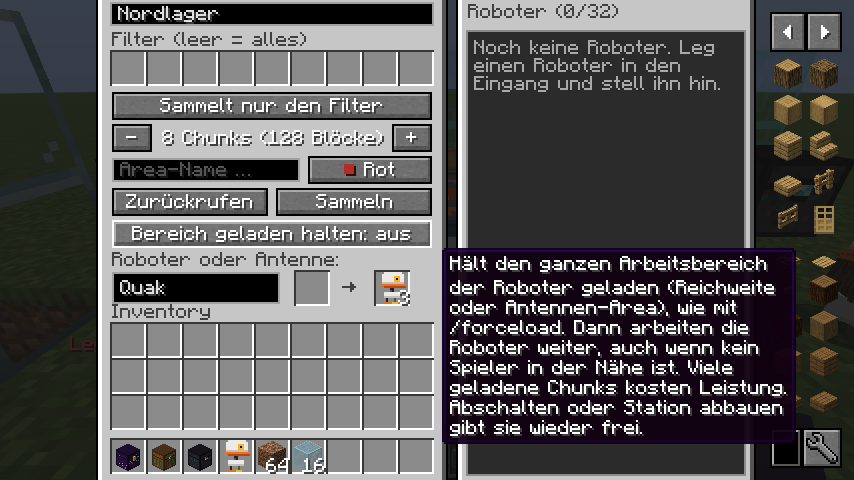 Nordlager
Filter (leer = alles)
Sammelt nur den Filter
- 8 Chunks (128 Blöcke) +
Area-Name ... Rot
Zurückrufen Sammeln
Bereich geladen halten: aus
Roboter oder Antenne:
Quak → 3
Inventory
64 16
Roboter (0/32)
Noch keine Roboter. Leg
einen Roboter in den
Eingang und stell ihn hin.
Hält den ganzen Arbeitsbereich
der Roboter geladen (Reichweite
oder Antennen-Area), wie mit
/forceload. Dann arbeiten die
Roboter weiter, auch wenn kein
Spieler in der Nähe ist. Viele
geladene Chunks kosten Leistung.
Abschalten oder Station abbauen
gibt sie wieder frei.